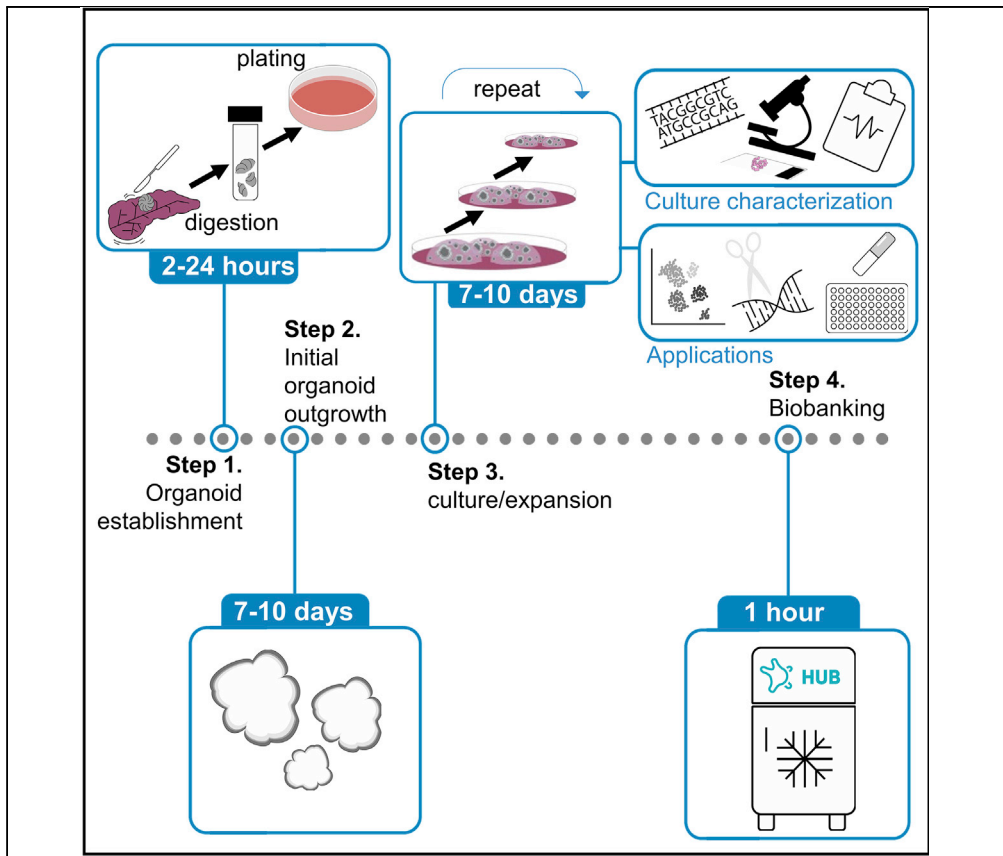 plating
digestion
2-24 hours
repeat
7-10 days
TACGGCGTC
ATGCCGCAG
Culture characterization
Applications
Step 1.
Organoid
establishment
Step 2.
Initial
organoid
outgrowth
Step 3.
culture/expansion
Step 4.
Biobanking
7-10 days
1 hour
HUB